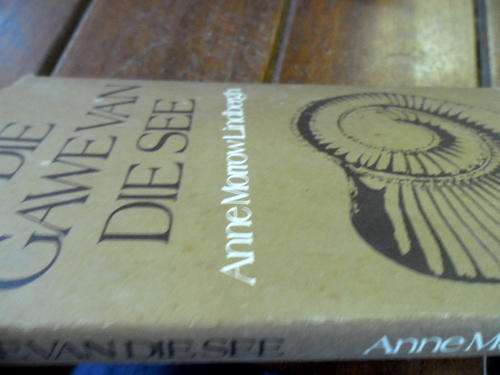 DIE
GAWE VAN
DIE SEE
Anne Morrow Lindbergh
VAN DIE SEE Anne M